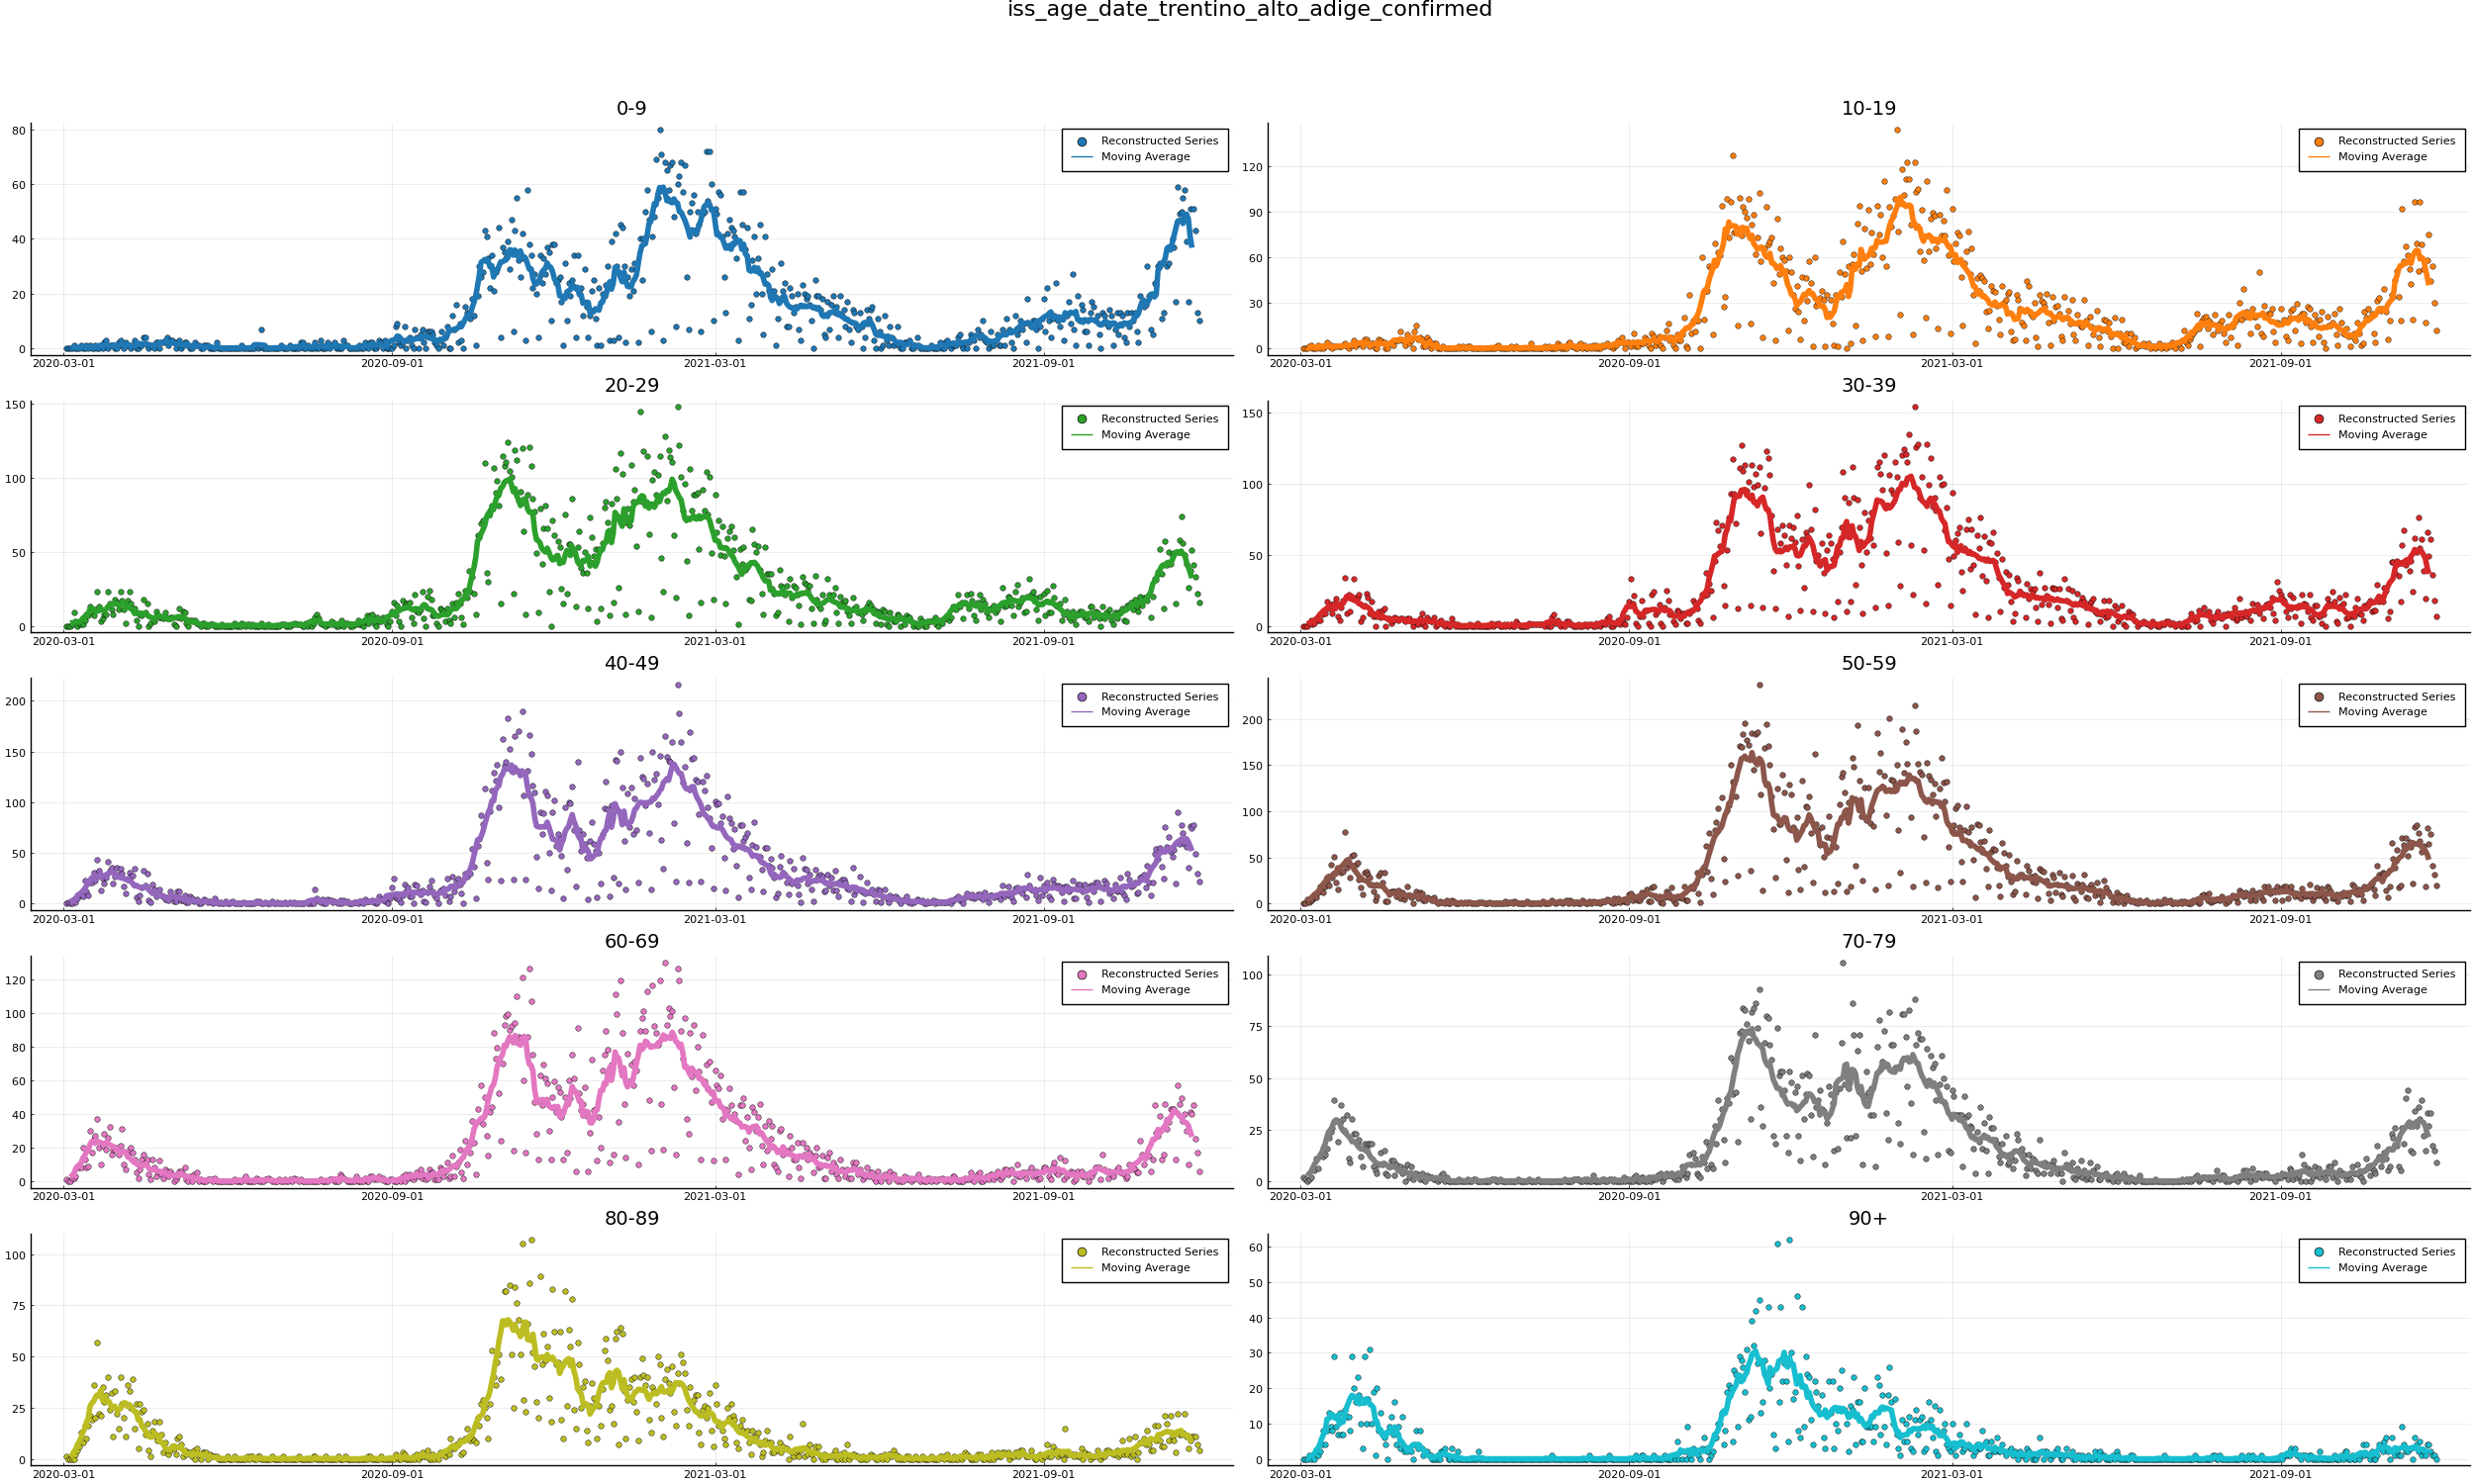 iss_age_date_trentino_alto_adige_confirmed
0-9
80
60
40
20
0
Reconstructed Series
Moving Average
2020-03-01 2020-09-01 2021-03-01 2021-09-01
10-19
120
90
60
30
0
Reconstructed Series
Moving Average
2020-03-01 2020-09-01 2021-03-01 2021-09-01
20-29
150
100
50
0
Reconstructed Series
Moving Average
2020-03-01 2020-09-01 2021-03-01 2021-09-01
30-39
150
100
50
0
Reconstructed Series
Moving Average
2020-03-01 2020-09-01 2021-03-01 2021-09-01
40-49
200
150
100
50
0
Reconstructed Series
Moving Average
2020-03-01 2020-09-01 2021-03-01 2021-09-01
50-59
200
150
100
50
0
Reconstructed Series
Moving Average
2020-03-01 2020-09-01 2021-03-01 2021-09-01
60-69
120
100
80
60
40
20
0
Reconstructed Series
Moving Average
2020-03-01 2020-09-01 2021-03-01 2021-09-01
70-79
100
75
50
25
0
Reconstructed Series
Moving Average
2020-03-01 2020-09-01 2021-03-01 2021-09-01
80-89
100
75
50
25
0
Reconstructed Series
Moving Average
2020-03-01 2020-09-01 2021-03-01 2021-09-01
90+
60
50
40
30
20
10
0
Reconstructed Series
Moving Average
2020-03-01 2020-09-01 2021-03-01 2021-09-01